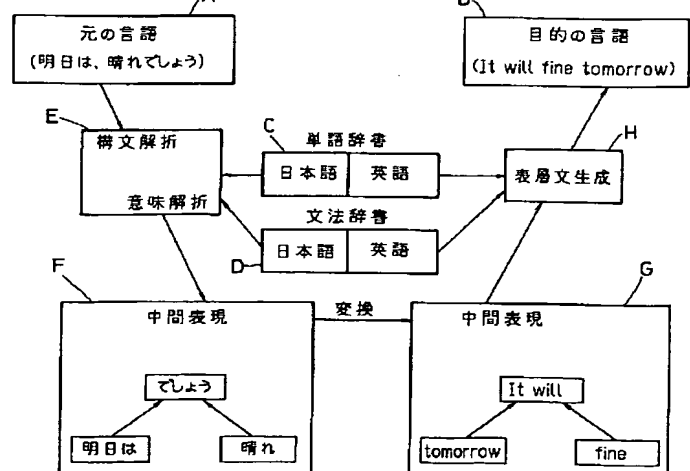 A
元の言語
(明日は、晴れでしょう)
B
目的の言語
(It will fine tomorrow)
E
構文解折
意味解折
C
単語辞書
日本語 英語
文法辞書
日本語 英語
D
H
表層文生成
F
中間表現
でしょう
明日は
晴れ
変換
G
中間表現
It will
tomorrow
fine